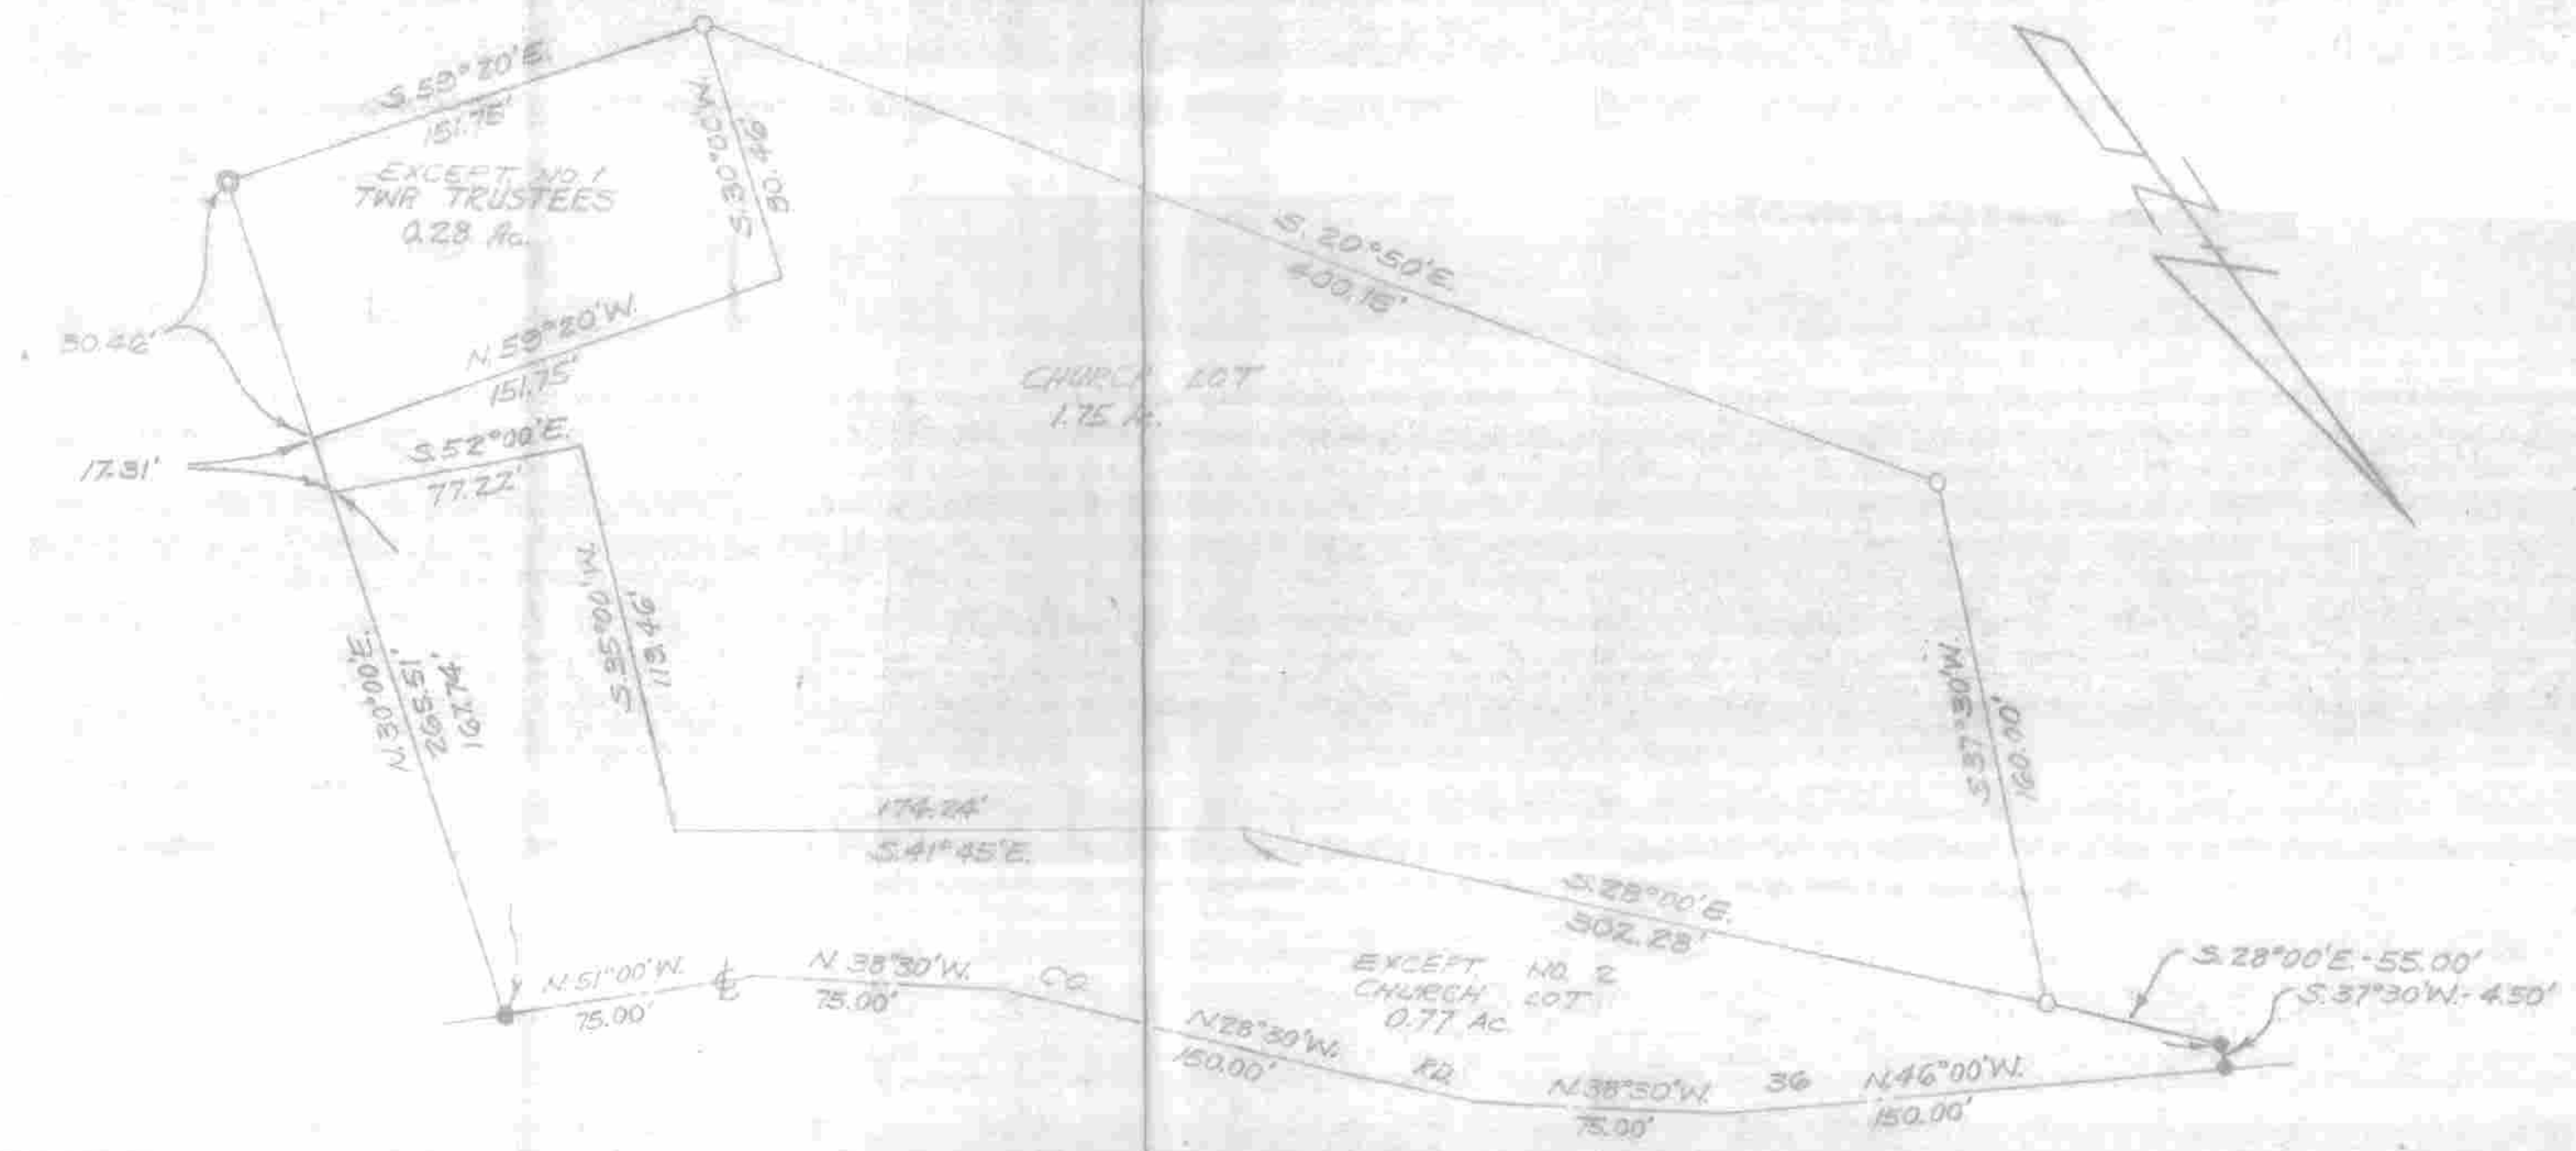 S. 59° 20' E.
151.75'
EXCEPT NO. 1
TWR TRUSTEES
0.28 Ac.
S. 30° 00' W.
80.46'
80.46'
N. 59° 20' W.
151.75'
17.31'
S. 52° 00' E.
77.22'
S. 20° 50' E.
400.15'
CHURCH LOT
1.75 Ac.
N. 30° 00' E.
265.51'
167.74'
S. 35° 00' W.
113.46'
174.24'
S. 41° 45' E.
S. 37° 30' W.
160.00'
S. 28° 00' E.
302.28'
EXCEPT NO. 2
CHURCH LOT
0.77 Ac.
S. 28° 00' E. - 55.00'
S. 37° 30' W. - 4.50'
N. 51° 00' W.
75.00'
℄
N. 38° 30' W.
75.00'
CO.
N. 28° 30' W.
150.00'
RD.
N. 38° 30' W.
75.00'
36
N. 46° 00' W.
150.00'